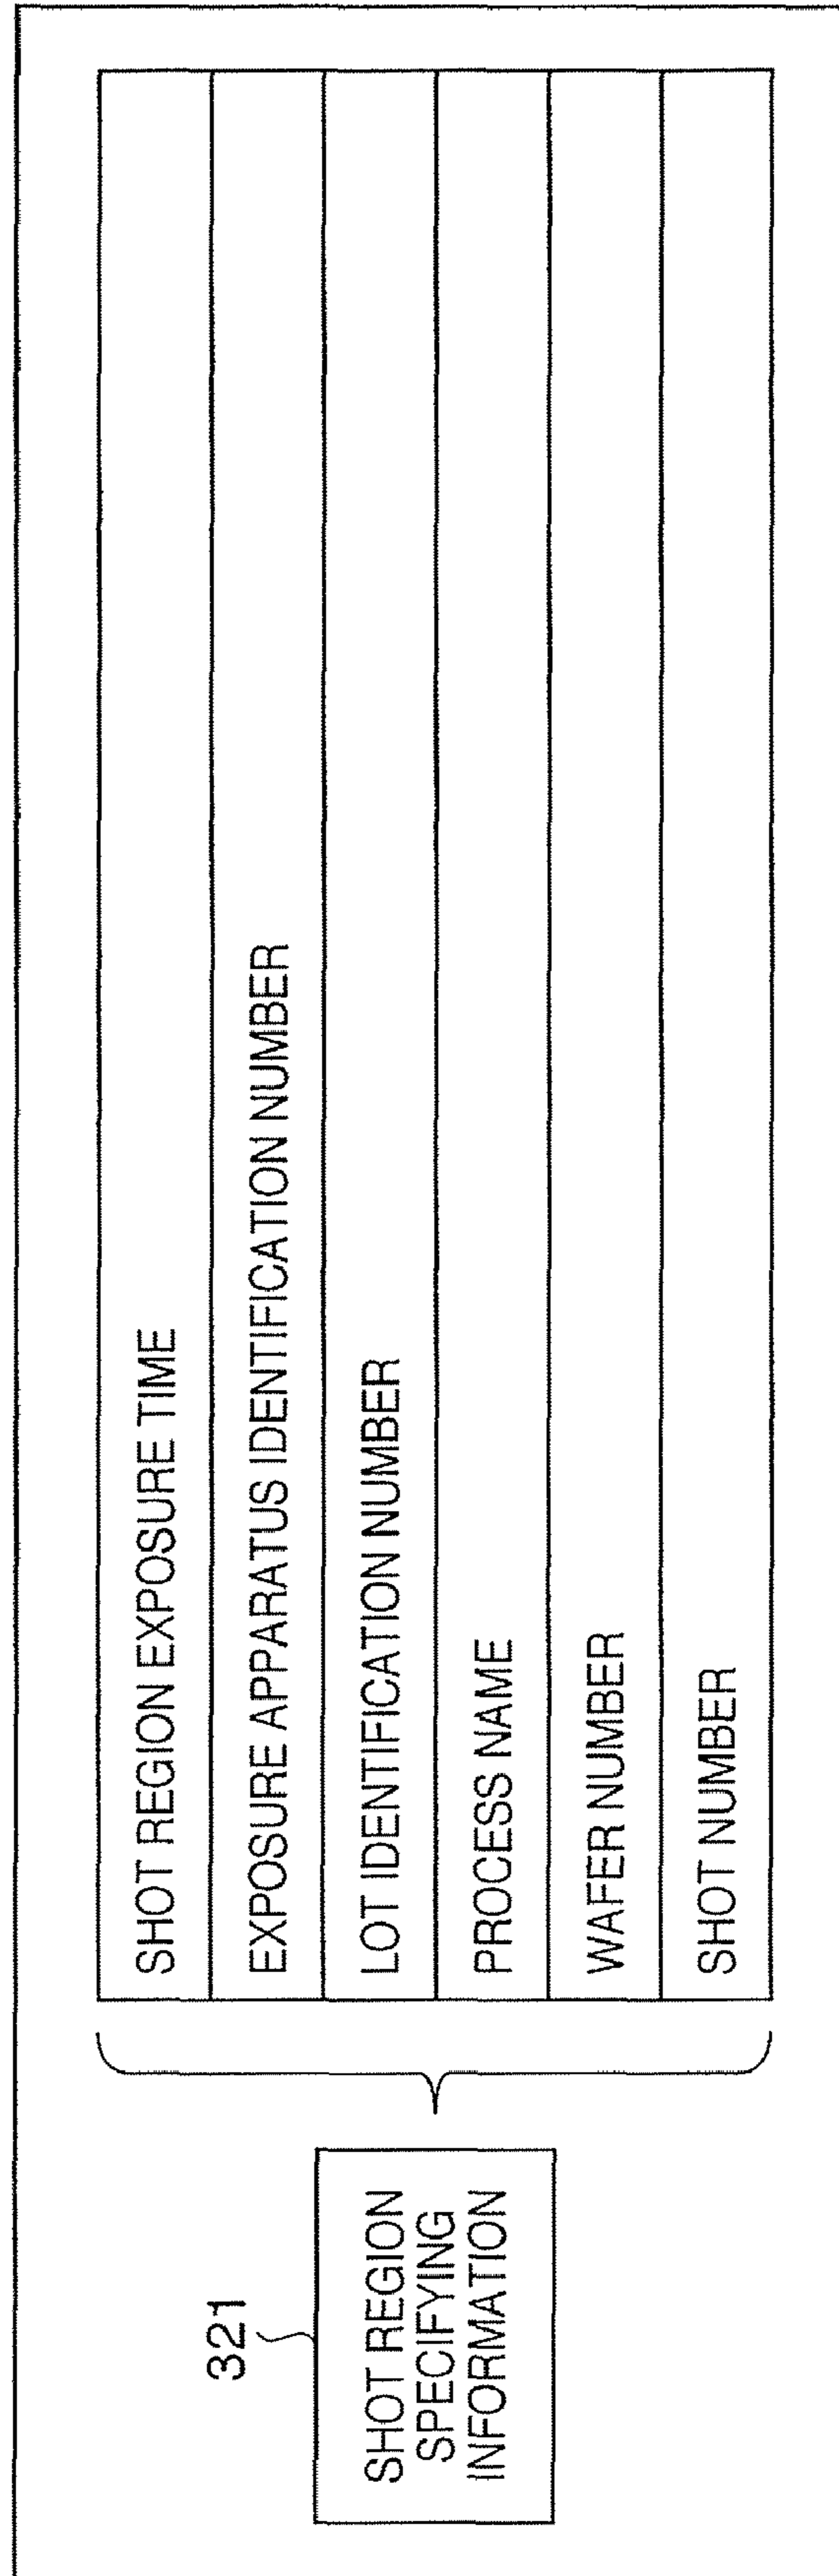 321
SHOT REGION
SPECIFYING
INFORMATION
SHOT REGION EXPOSURE TIME
EXPOSURE APPARATUS IDENTIFICATION NUMBER
LOT IDENTIFICATION NUMBER
PROCESS NAME
WAFER NUMBER
SHOT NUMBER